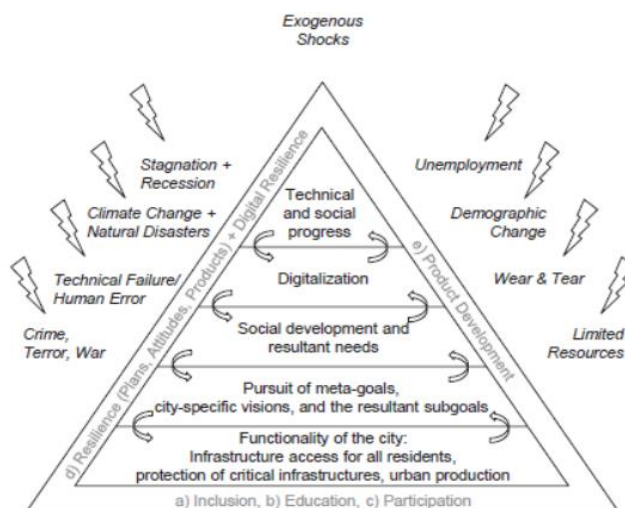 Exogenous
Shocks
Stagnation +
Recession
Climate Change +
Natural Disasters
Technical Failure/
Human Error
Crime,
Terror, War
d) Resilience (Plans, Attitudes, Products) + Digital Resilience
Technical
and social
progress
Digitalization
Social development and
resultant needs
Pursuit of meta-goals,
city-specific visions, and the resultant subgoals
Functionality of the city:
Infrastructure access for all residents,
protection of critical infrastructures, urban production
a) Inclusion, b) Education, c) Participation
e) Product Development
Unemployment
Demographic
Change
Wear & Tear
Limited
Resources